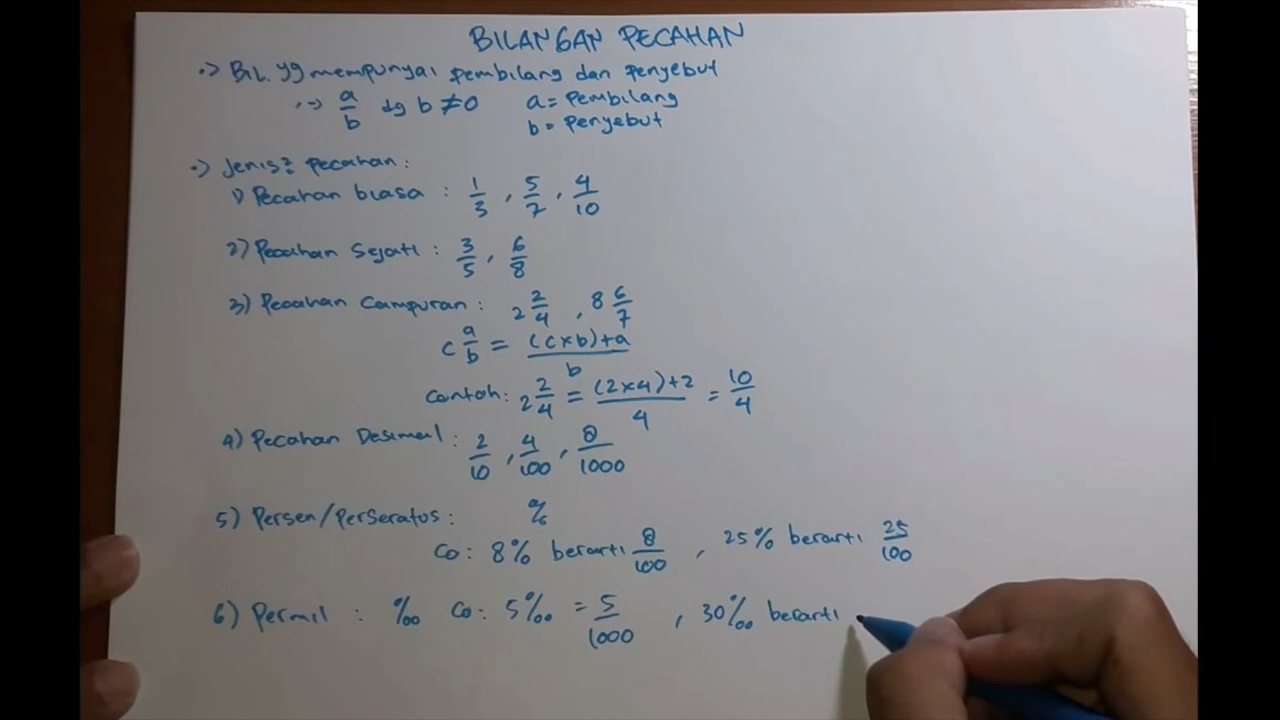 BILANGAN PECAHAN
•> BIL. yg mempunyai pembilang dan penyebut
•-> a/b dg b ≠ 0 a = Pembilang
b = Penyebut
•) Jenis2 Pecahan :
1) Pecahan biasa : 1/3 , 5/7 , 4/10
2) Pecahan Sejati : 3/5 , 6/8
3) Pecahan Campuran : 2 2/4 , 8 6/7
c a/b = (c x b) + a / b
Contoh : 2 2/4 = (2x4)+2 / 4 = 10/4
4) Pecahan Desimal : 2/10 , 4/100 , 8/1000
5) Persen/Perseratus : %
Co : 8% berarti 8/100 , 25% berarti 25/100
6) Permil : ‰ Co : 5‰ = 5/1000 , 30‰ berarti